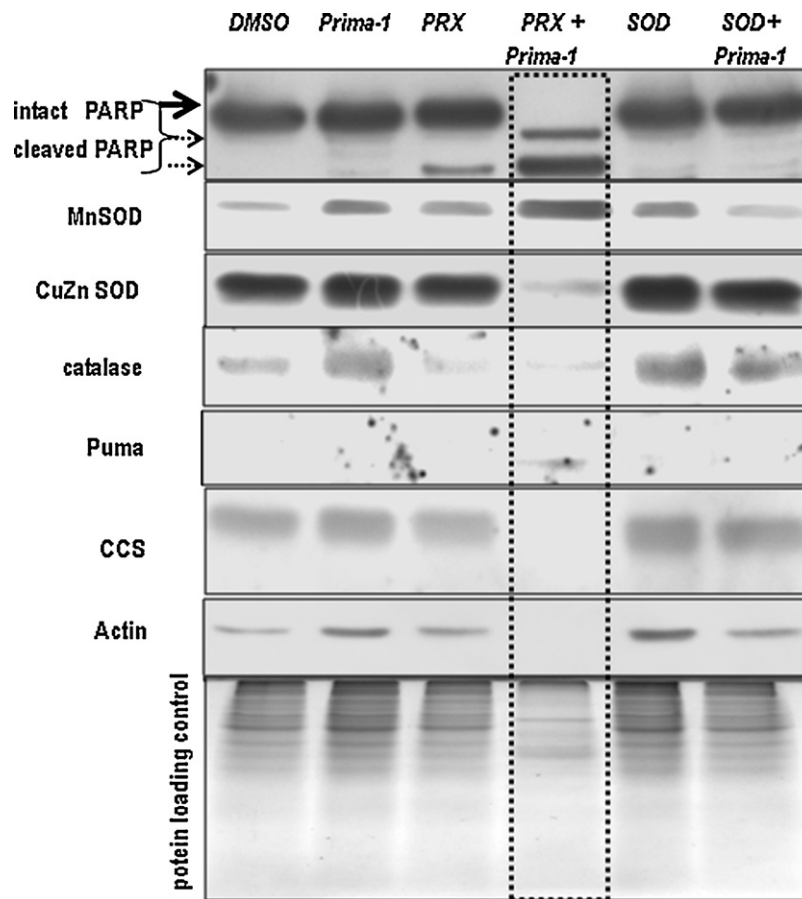 DMSO Prima-1 PRX PRX + SOD SOD+
Prima-1 Prima-1
intact PARP
cleaved PARP
MnSOD
CuZn SOD
catalase
Puma
CCS
Actin
potein loading control